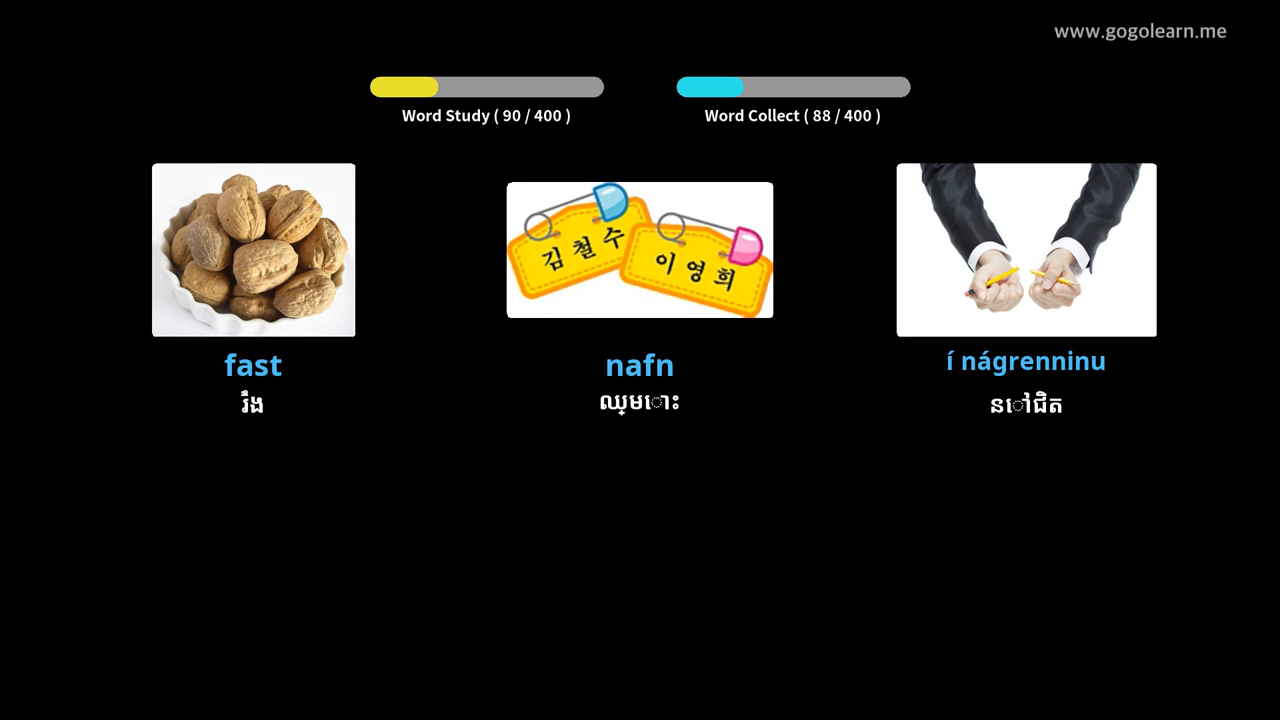 www.gogolearn.me
Word Study ( 90 / 400 )
Word Collect ( 88 / 400 )
김철수
이영희
fast
nafn
í nágrenninu
រឹង
ឈ្មោះ
នៅជិត